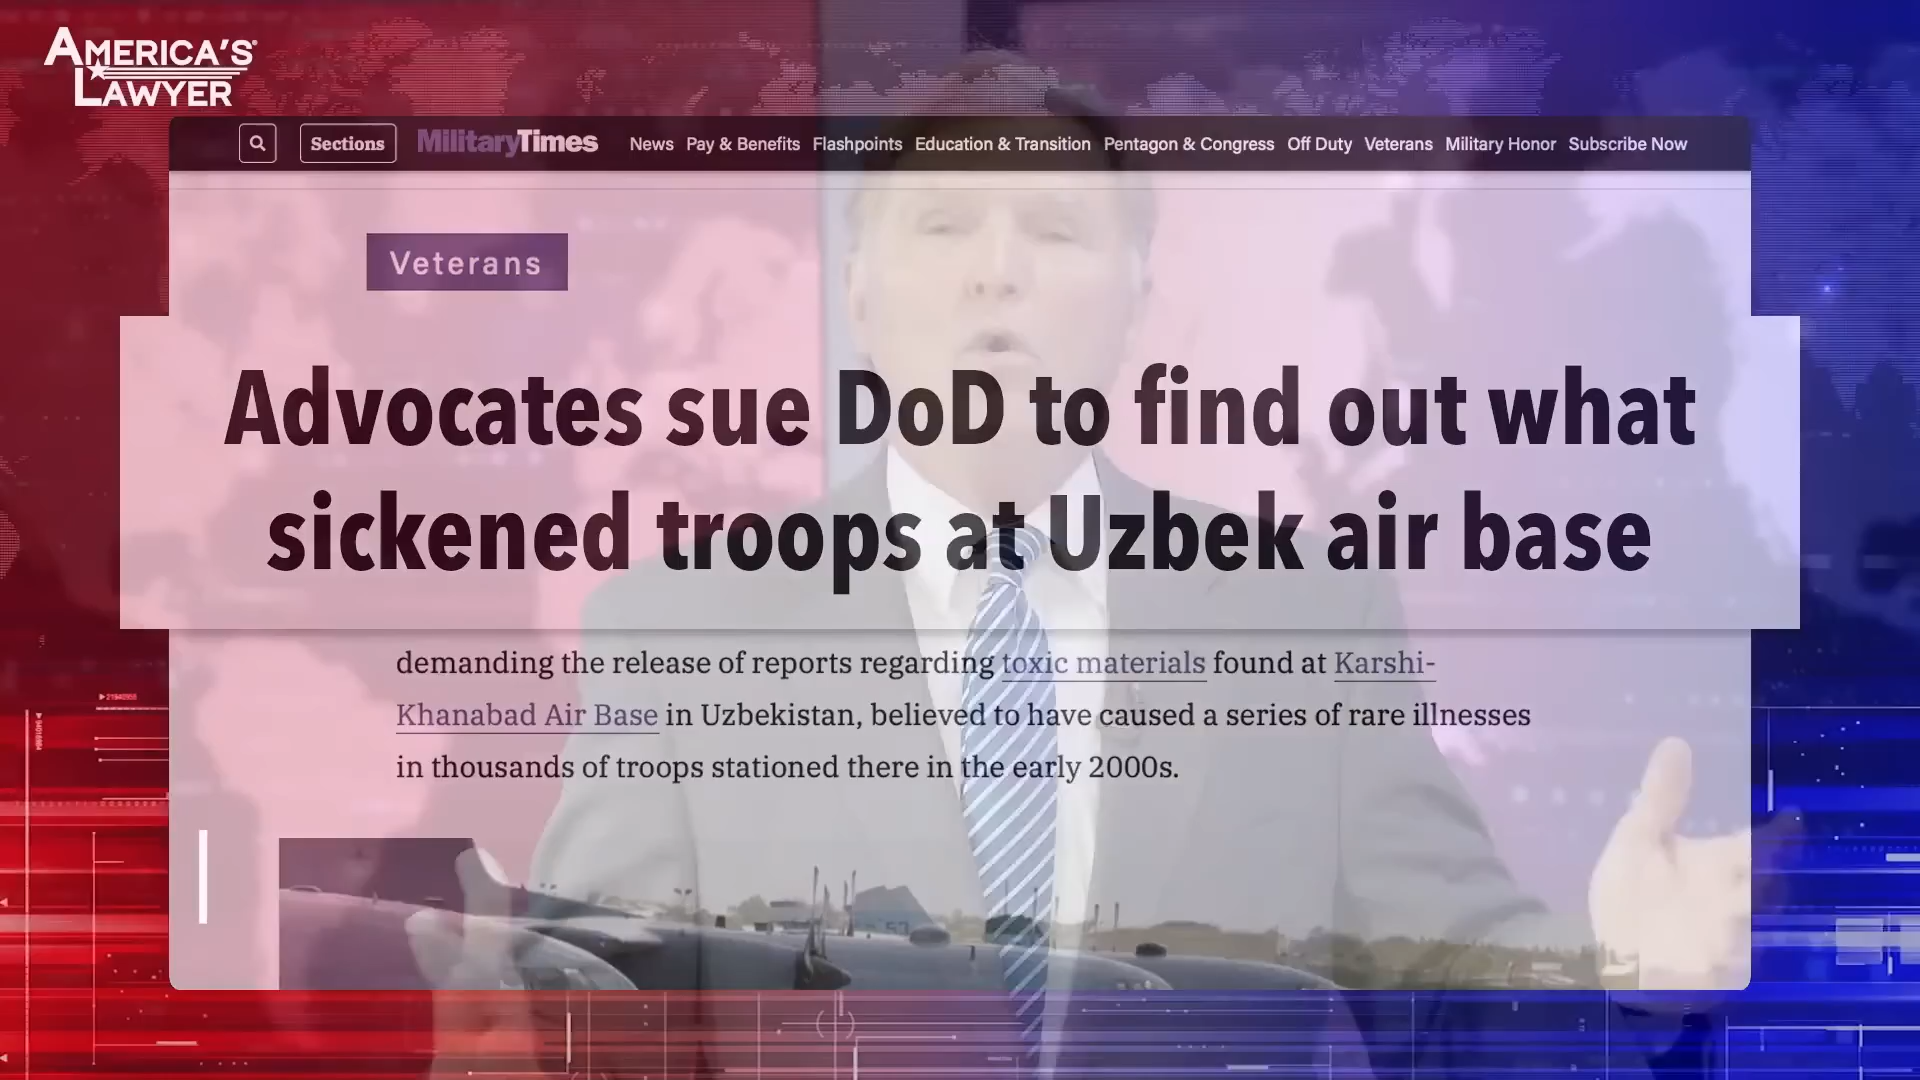 AMERICA'S
LAWYER
Sections
MilitaryTimes
News Pay & Benefits Flashpoints Education & Transition Pentagon & Congress Off Duty Veterans Military Honor Subscribe Now
Veterans
Advocates sue DoD to find out what
sickened troops at Uzbek air base
demanding the release of reports regarding toxic materials found at Karshi-
Khanabad Air Base in Uzbekistan, believed to have caused a series of rare illnesses
in thousands of troops stationed there in the early 2000s.